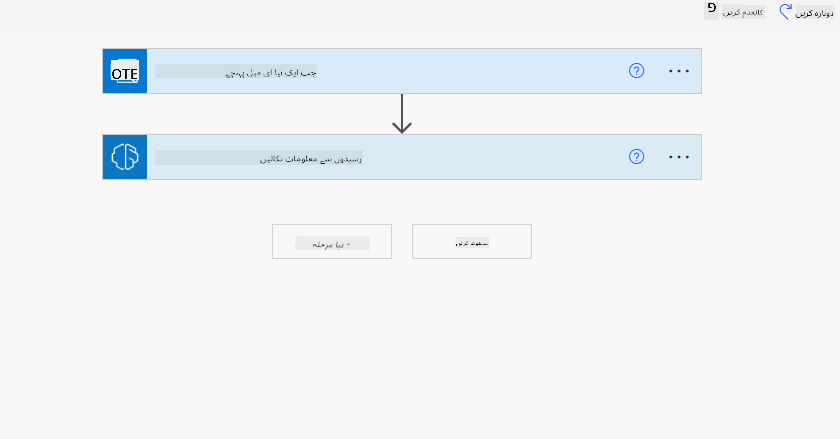 دوبارہ کریں
کالعدم کریں
جب ایک نیا ای میل پہنچے
OTE
رسیدوں سے معلومات نکالیں
+ نیا مرحلہ
محفوظ کریں